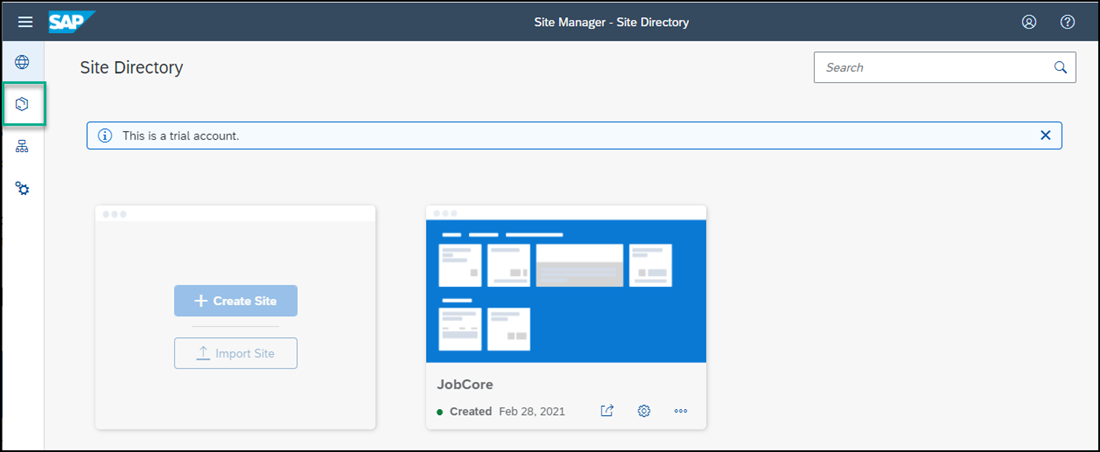 SAP Site Manager - Site Directory
Site Directory
Search
This is a trial account.
Create Site
Import Site
JobCore
Created Feb 28, 2021